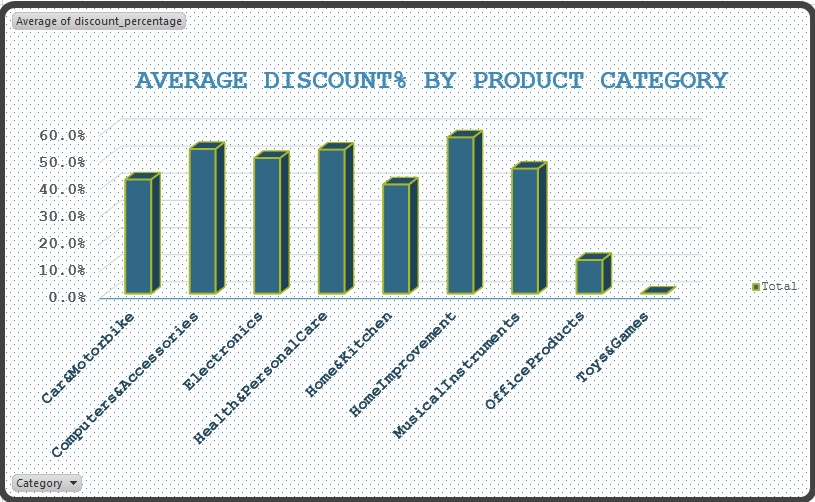 Average of discount_percentage
AVERAGE DISCOUNT% BY PRODUCT CATEGORY
60.0%
50.0%
40.0%
30.0%
20.0%
10.0%
0.0%
Total
Car&Motorbike
Computers&Accessories
Electronics
Health&PersonalCare
Home&Kitchen
HomeImprovement
MusicalInstruments
OfficeProducts
Toys&Games
Category